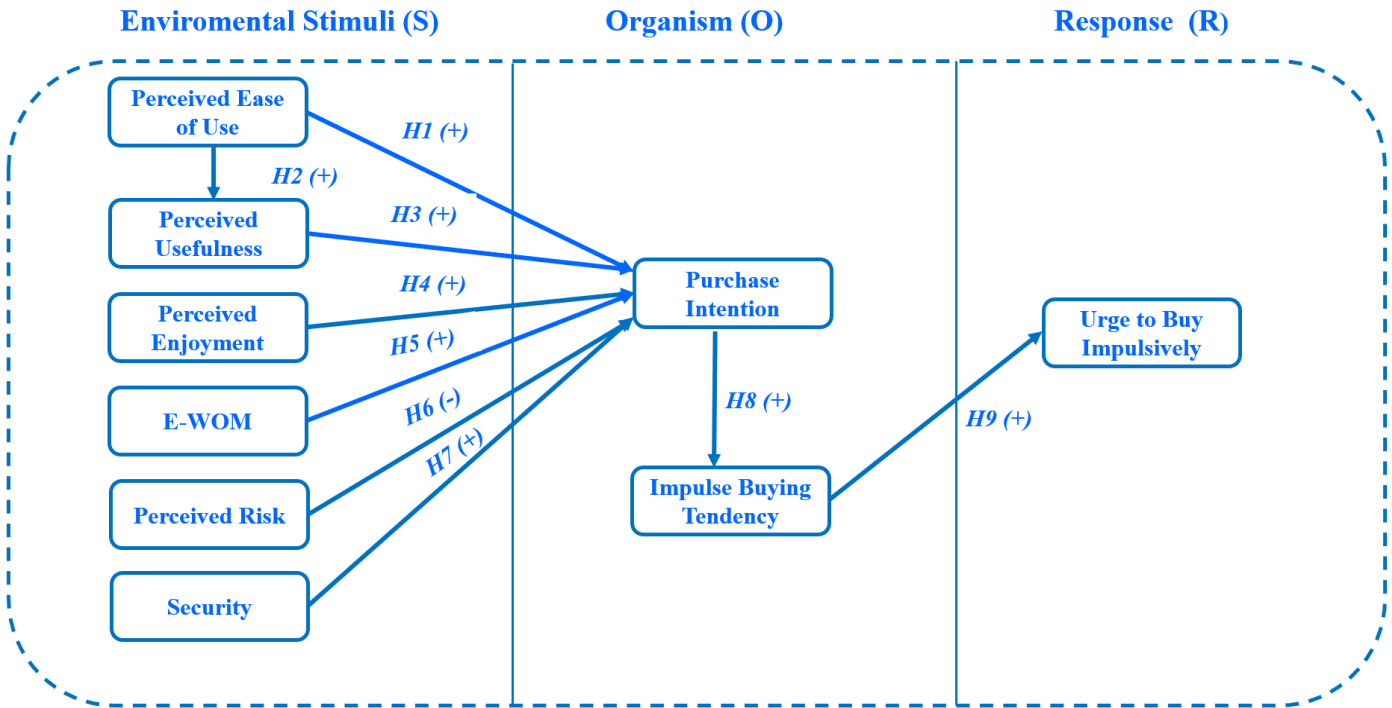 Enviromental Stimuli (S)
Organism (O)
Response (R)
Perceived Ease
of Use
H1 (+)
H2 (+)
Perceived
Usefulness
H3 (+)
H4 (+)
Perceived
Enjoyment
H5 (+)
E-WOM
H6 (-)
H7 (+)
Perceived Risk
Security
Purchase
Intention
H8 (+)
Impulse Buying
Tendency
H9 (+)
Urge to Buy
Impulsively